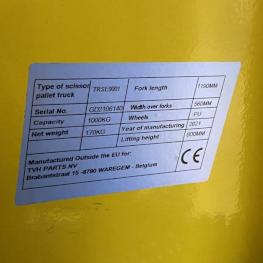 Type of scissor pallet truck TRSE9001 Fork length 1190MM
Serial No. GD2106140 Width over forks 560MM
Capacity 1000KG Wheels PU
Net weight 170KG Year of manufacturing 2021
Lifting height 800MM
Manufactured Outside the EU for:
TVH PARTS NV
Brabantstraat 15 -8790 WAREGEM - Belgium
CE